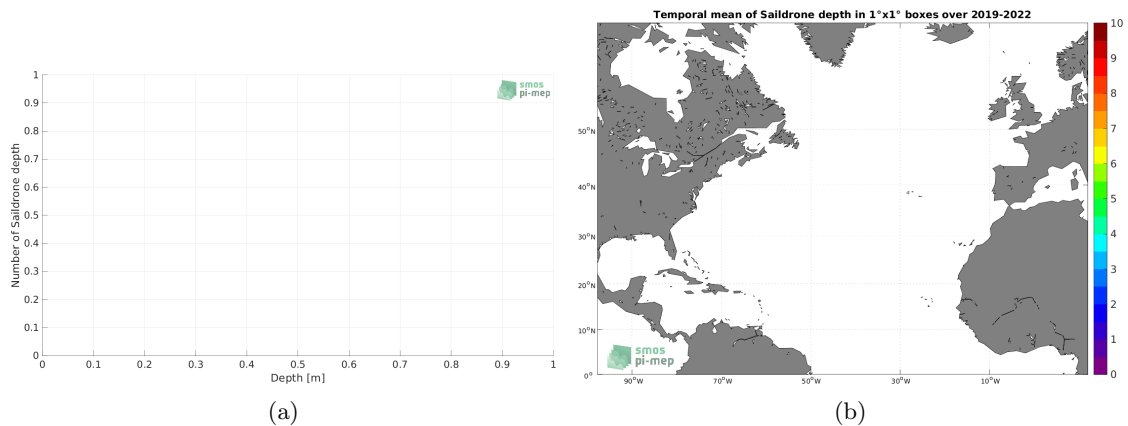 Temporal mean of Saildrone depth in 1°x1° boxes over 2019-2022
1
0.9
0.8
0.7
0.6
0.5
0.4
0.3
0.2
0.1
0
Number of Saildrone depth
0 0.1 0.2 0.3 0.4 0.5 0.6 0.7 0.8 0.9 1
Depth [m]
smos
pi-mep
(a)
50°N
40°N
30°N
20°N
10°N
0°
90°W 70°W 50°W 30°W 10°W
smos
pi-mep
10
9
8
7
6
5
4
3
2
1
0
(b)